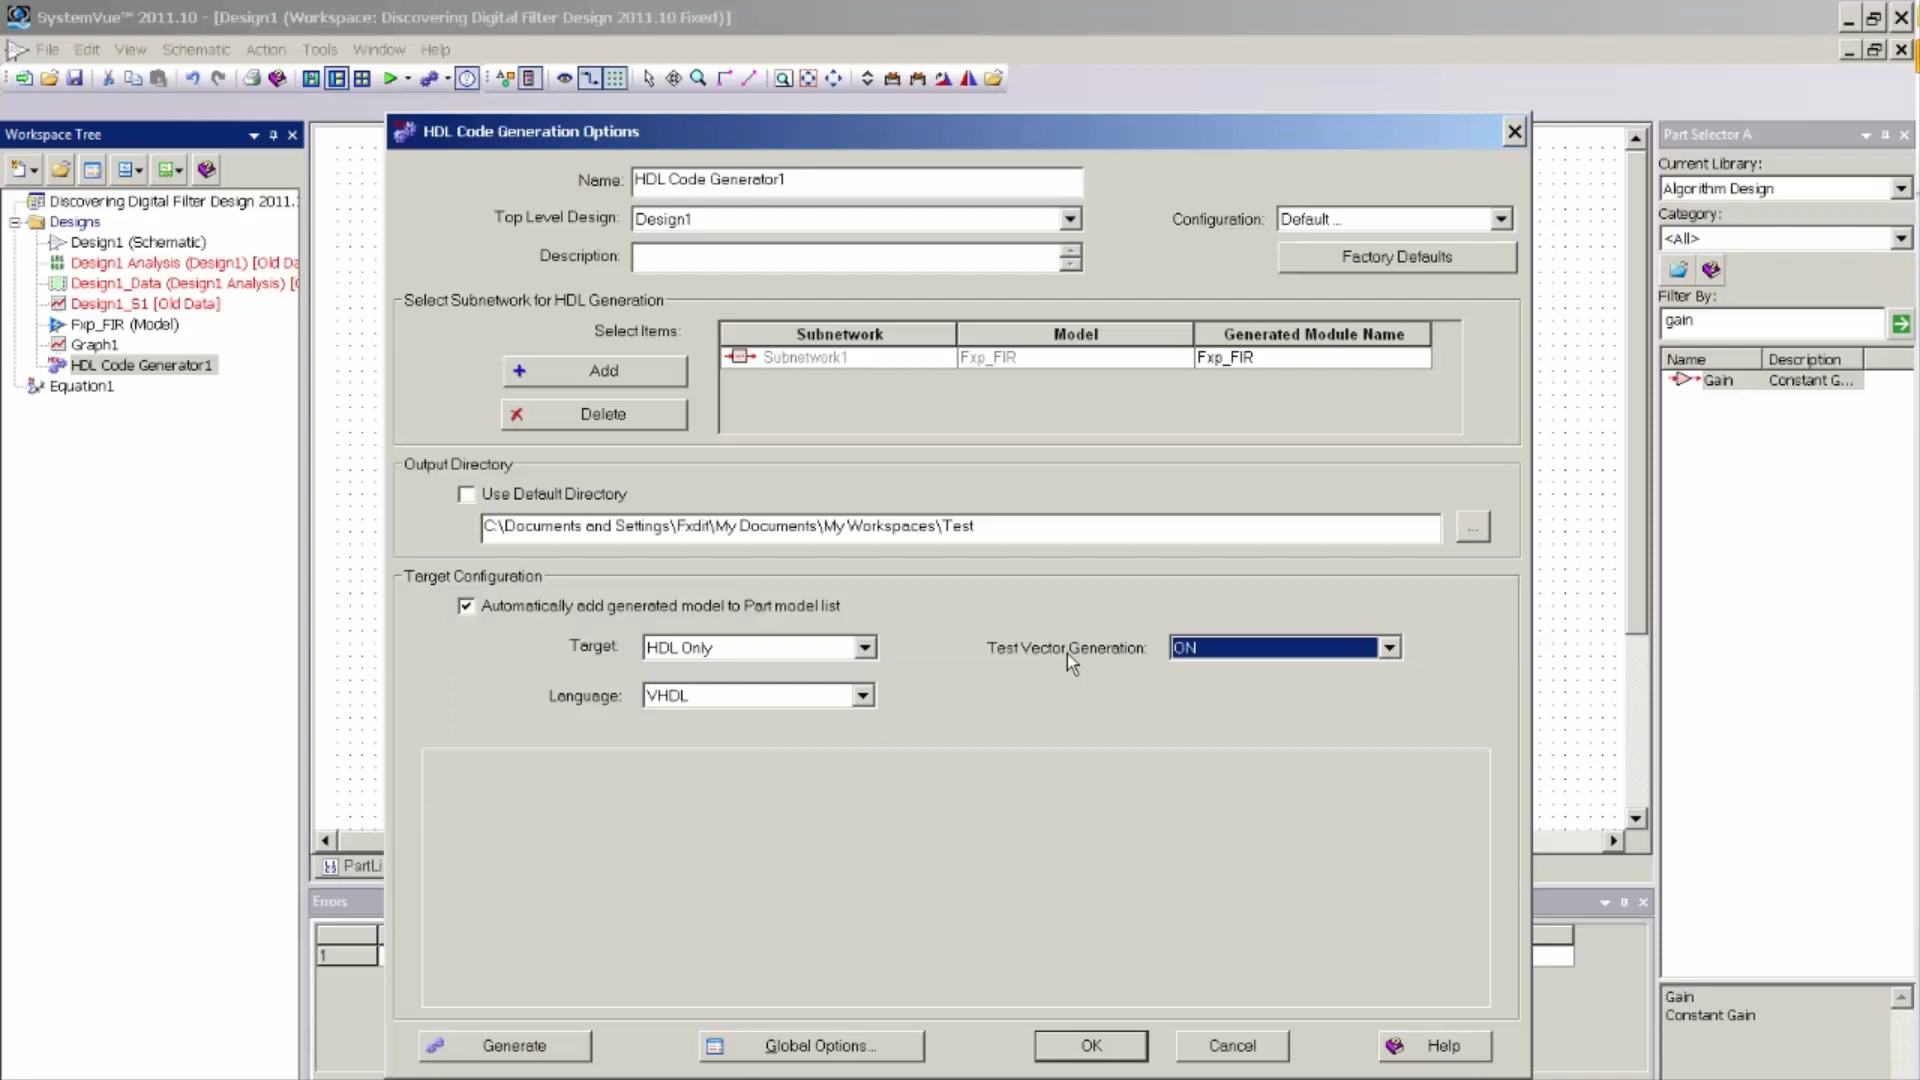 SystemVue™ 2011.10 - [Design1 (Workspace: Discovering Digital Filter Design 2011.10 Fixed)]
File Edit View Schematic Action Tools Window Help
Workspace Tree
Discovering Digital Filter Design 2011.
Designs
Design1 (Schematic)
Design1 Analysis (Design1) [Old Da
Design1_Data (Design1 Analysis) [
Design1_S1 [Old Data]
Fxp_FIR (Model)
Graph1
HDL Code Generator1
Equation1
HDL Code Generation Options
Name: HDL Code Generator1
Top Level Design: Design1
Configuration: Default ...
Description:
Factory Defaults
Select Subnetwork for HDL Generation
Select Items:
Subnetwork Model Generated Module Name
Subnetwork1 Fxp_FIR Fxp_FIR
Add
Delete
Output Directory
Use Default Directory
C:\Documents and Settings\Fxdit\My Documents\My Workspaces\Test
...
Target Configuration
Automatically add generated model to Part model list
Target: HDL Only
Test Vector Generation: ON
Language: VHDL
Generate
Global Options...
OK
Cancel
Help
PartLi
Errors
1
Part Selector A
Current Library:
Algorithm Design
Category:
<All>
Filter By:
gain
Name Description
Gain Constant G...
Gain
Constant Gain